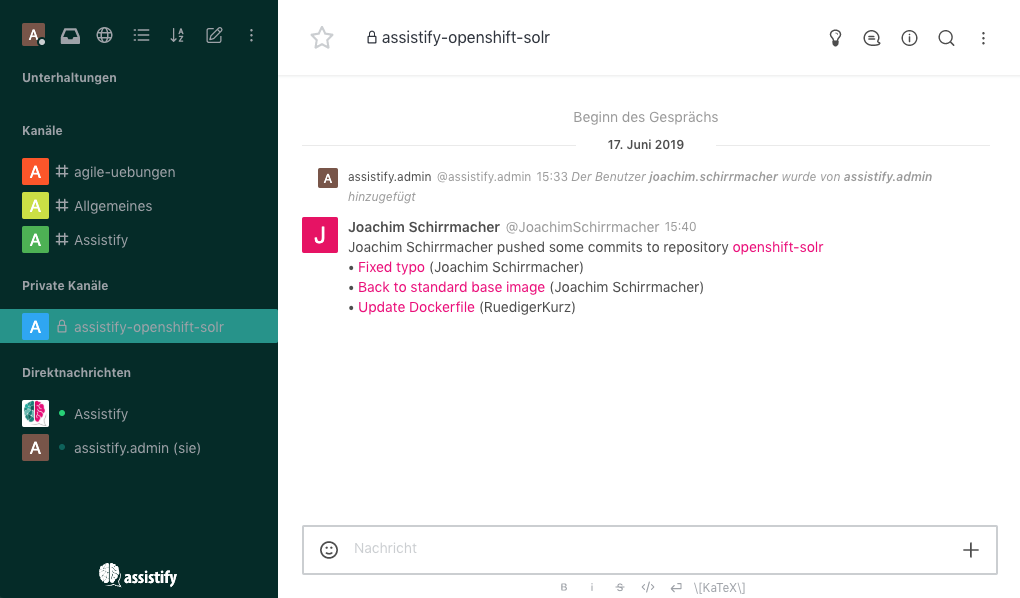 A
Unterhaltungen
Kanäle
A # agile-uebungen
A # Allgemeines
A # Assistify
Private Kanäle
A assistify-openshift-solr
Direktnachrichten
Assistify
A assistify.admin (sie)
assistify
assistify-openshift-solr
Beginn des Gesprächs
17. Juni 2019
A assistify.admin @assistify.admin 15:33 Der Benutzer joachim.schirrmacher wurde von assistify.admin
hinzugefügt
J Joachim Schirrmacher @JoachimSchirrmacher 15:40
Joachim Schirrmacher pushed some commits to repository openshift-solr
• Fixed typo (Joachim Schirrmacher)
• Back to standard base image (Joachim Schirrmacher)
• Update Dockerfile (RuedigerKurz)
Nachricht
B i S </> \[KaTeX\]